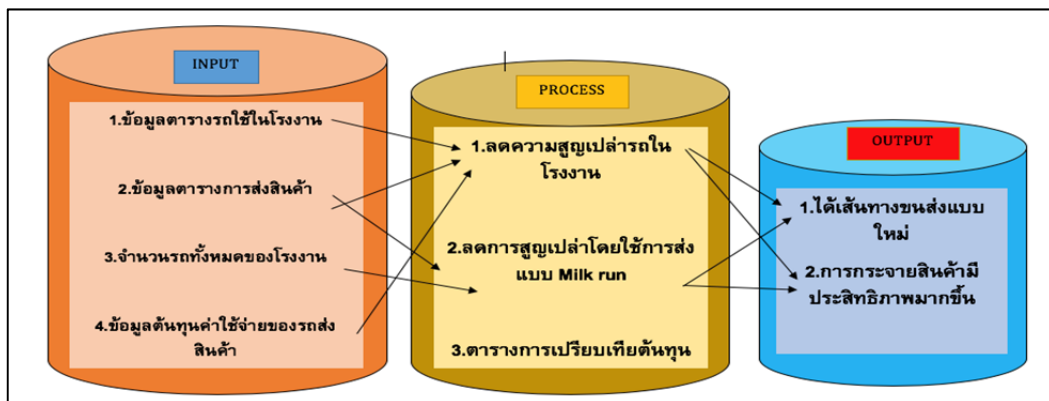 INPUT
1.ข้อมูลตารางรถใช้ในโรงงาน
2.ข้อมูลตารางการส่งสินค้า
3.จำนวนรถทั้งหมดของโรงงาน
4.ข้อมูลต้นทุนค่าใช้จ่ายของรถส่ง
สินค้า
PROCESS
1.ลดความสูญเปล่ารถใน
โรงงาน
2.ลดการสูญเปล่าโดยใช้การส่ง
แบบ Milk run
3.ตารางการเปรียบเทียต้นทุน
OUTPUT
1.ได้เส้นทางขนส่งแบบ
ใหม่
2.การกระจายสินค้ามี
ประสิทธิภาพมากขึ้น